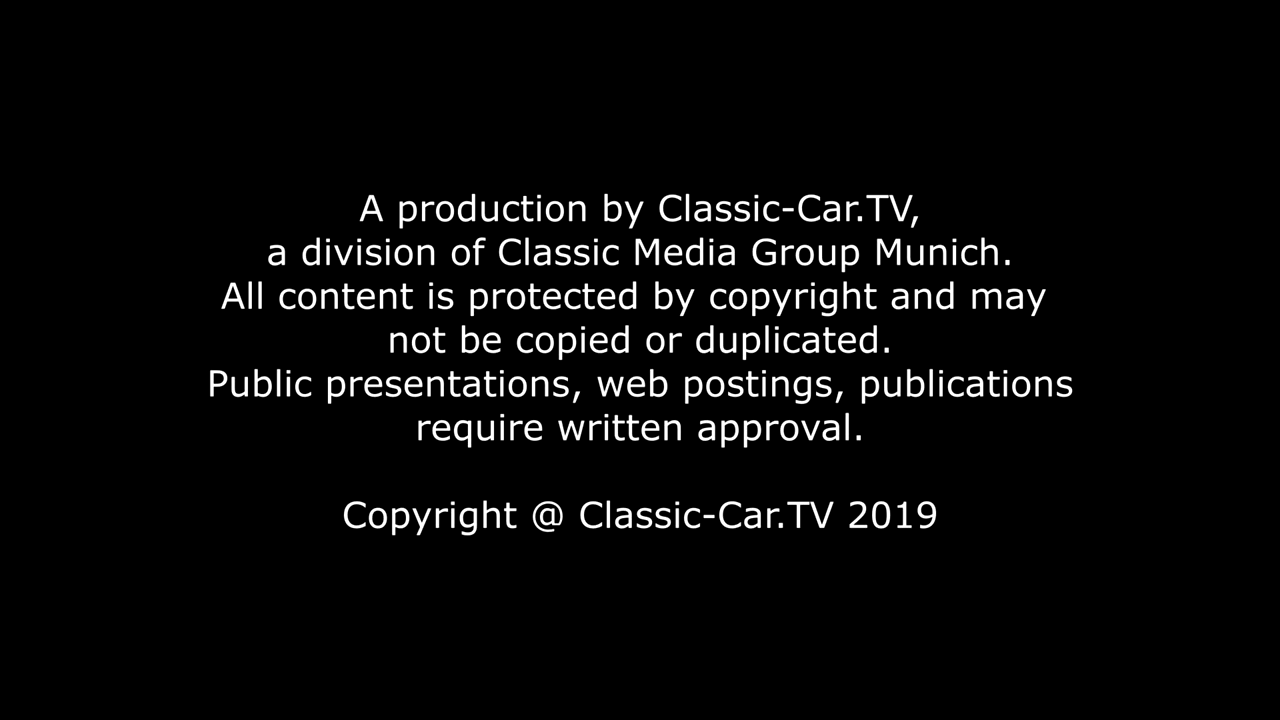 A production by Classic-Car.TV,
a division of Classic Media Group Munich.
All content is protected by copyright and may
not be copied or duplicated.
Public presentations, web postings, publications
require written approval.
Copyright @ Classic-Car.TV 2019